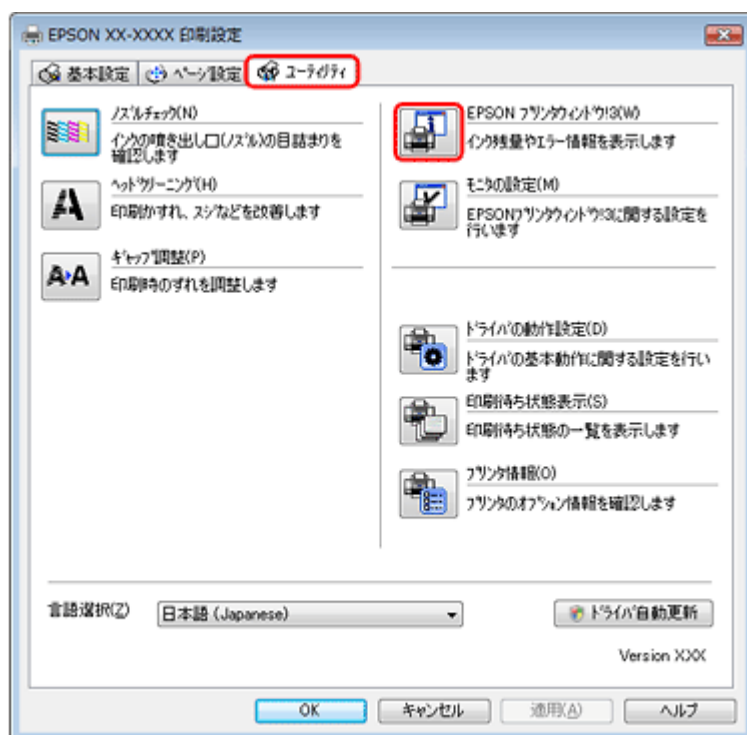 EPSON XX-XXXX 印刷設定
基本設定
ページ設定
ユーティリティ
ノズルチェック(N)
インクの噴き出し口(ノズル)の目詰まりを
確認します
ヘッドクリーニング(H)
印刷かすれ、スジなどを改善します
ギャップ調整(P)
印刷時のずれを調整します
EPSON プリンタウィンドウ!3(W)
インク残量やエラー情報を表示します
モニタの設定(M)
EPSONプリンタウィンドウ!3に関する設定を
行います
ドライバの動作設定(D)
ドライバの基本動作に関する設定を行い
ます
印刷待ち状態表示(S)
印刷待ち状態の一覧を表示します
プリンタ情報(O)
プリンタのオプション情報を確認します
言語選択(Z)
日本語 (Japanese)
ドライバ自動更新
Version XXX
OK
キャンセル
適用(A)
ヘルプ